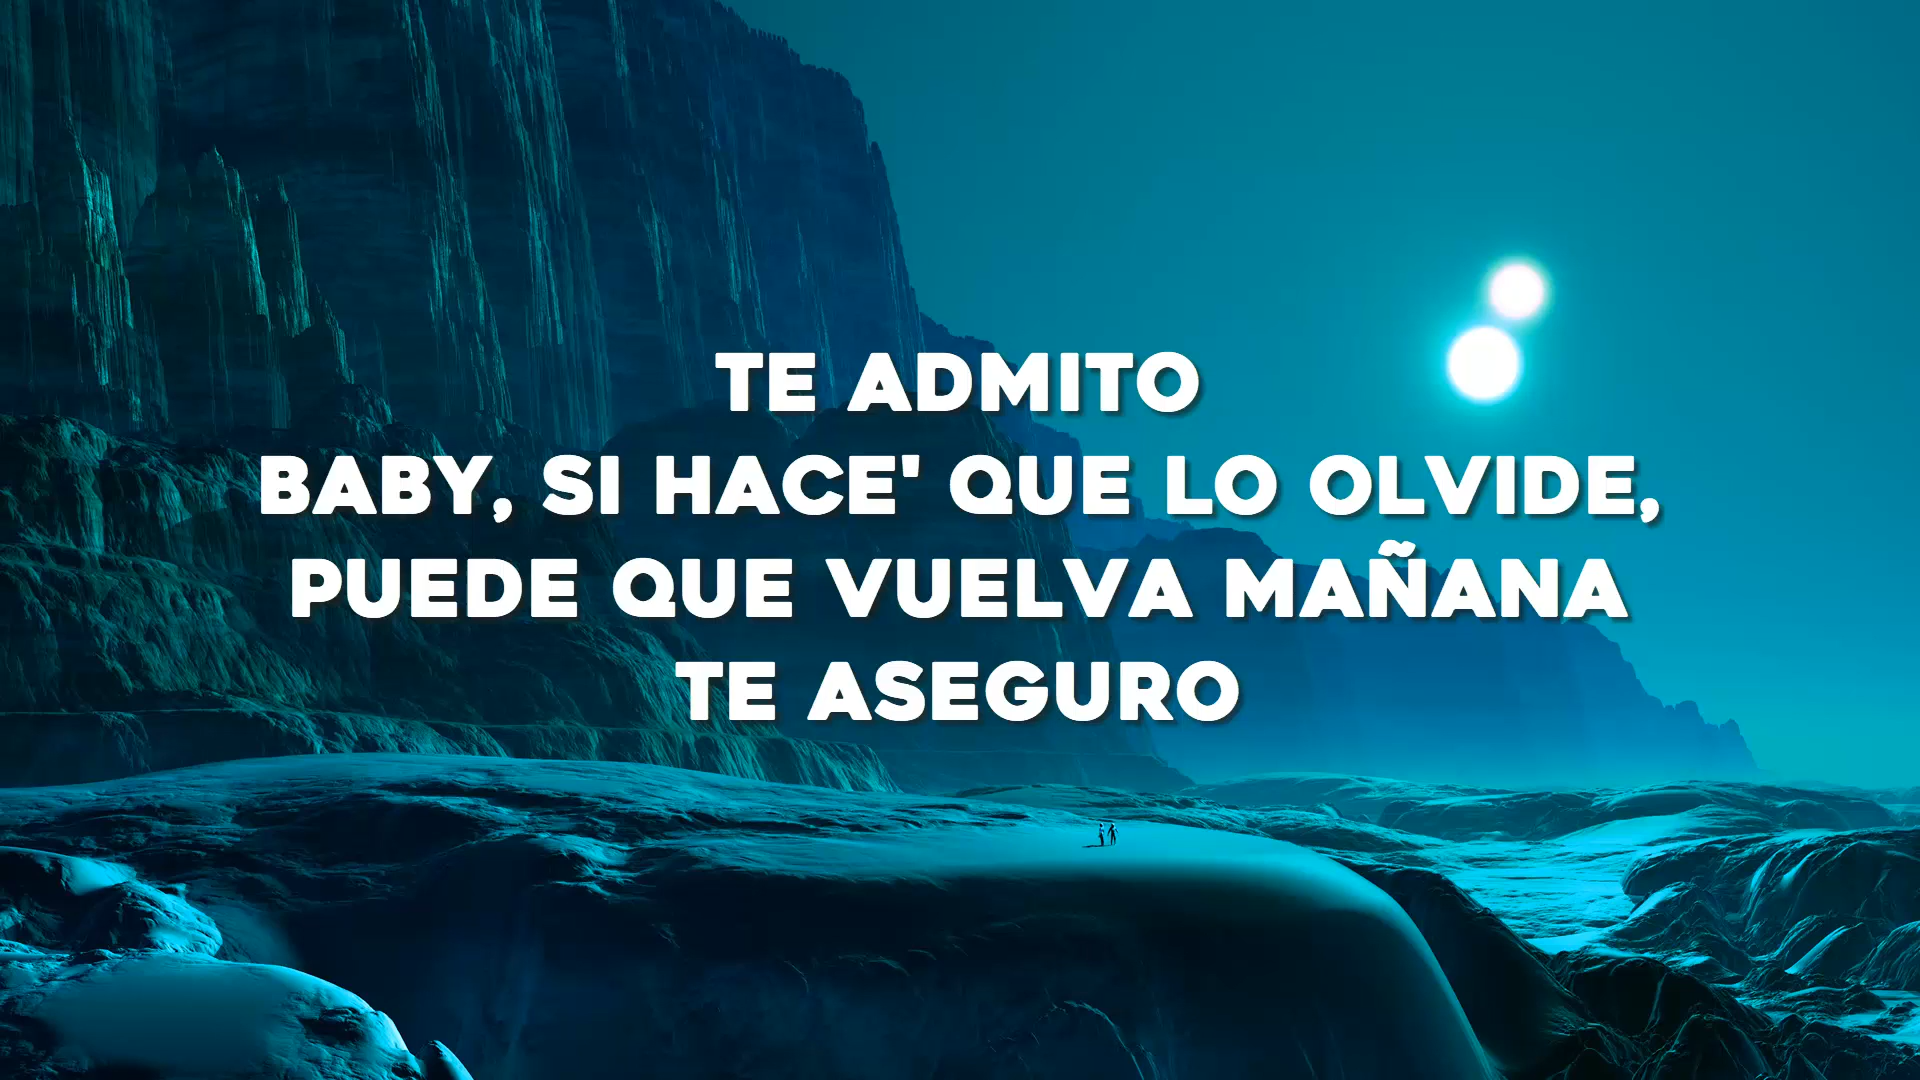 TE ADMITO
BABY, SI HACE' QUE LO OLVIDE,
PUEDE QUE VUELVA MAÑANA
TE ASEGURO